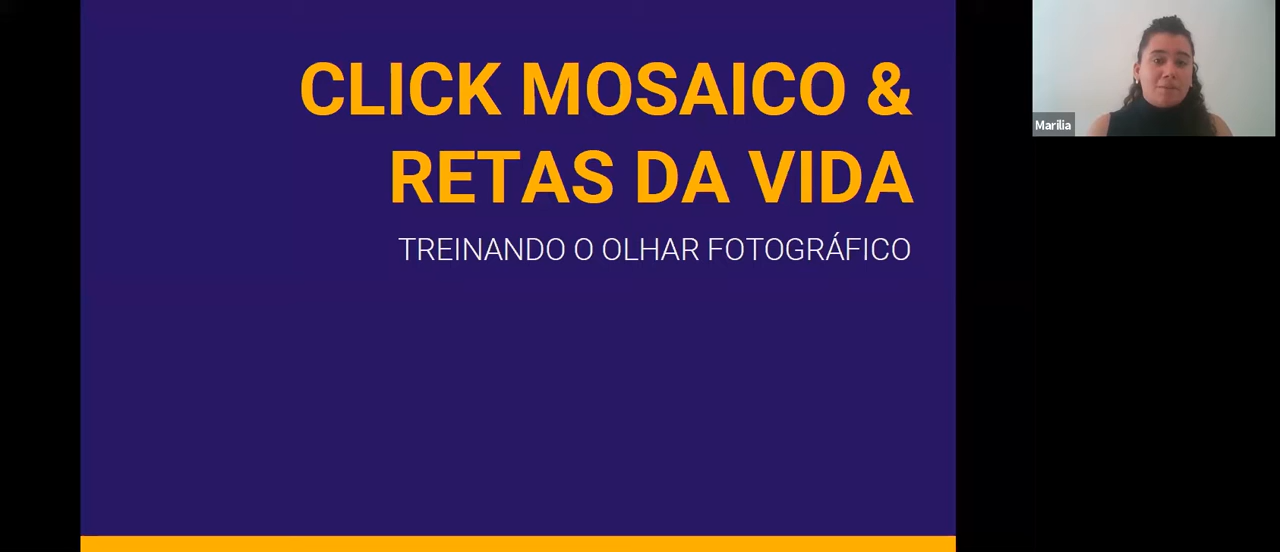 CLICK MOSAICO &
RETAS DA VIDA
TREINANDO O OLHAR FOTOGRÁFICO
Marilia